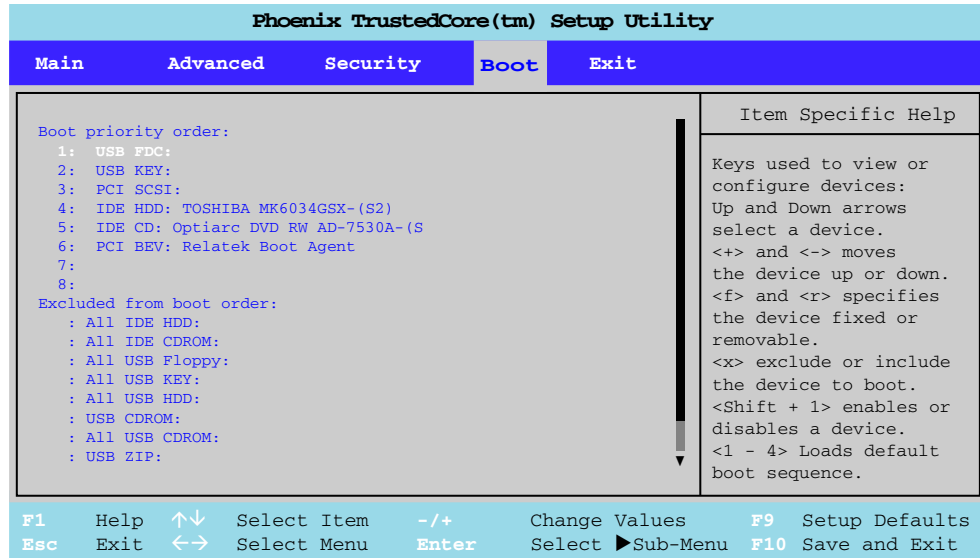 Phoenix TrustedCore(tm) Setup Utility
Main Advanced Security Boot Exit
Boot priority order:
1: USB FDC:
2: USB KEY:
3: PCI SCSI:
4: IDE HDD: TOSHIBA MK6034GSX-(S2)
5: IDE CD: Optiarc DVD RW AD-7530A-(S
6: PCI BEV: Relatek Boot Agent
7:
8:
Excluded from boot order:
: All IDE HDD:
: All IDE CDROM:
: All USB Floppy:
: All USB KEY:
: All USB HDD:
: USB CDROM:
: All USB CDROM:
: USB ZIP:
Item Specific Help
Keys used to view or
configure devices:
Up and Down arrows
select a device.
<+> and <-> moves
the device up or down.
<f> and <r> specifies
the device fixed or
removable.
<x> exclude or include
the device to boot.
<Shift + 1> enables or
disables a device.
<1 - 4> Loads default
boot sequence.
F1 Help ↑↓ Select Item -/+ Change Values F9 Setup Defaults
Esc Exit ←→ Select Menu Enter Select ▶Sub-Menu F10 Save and Exit